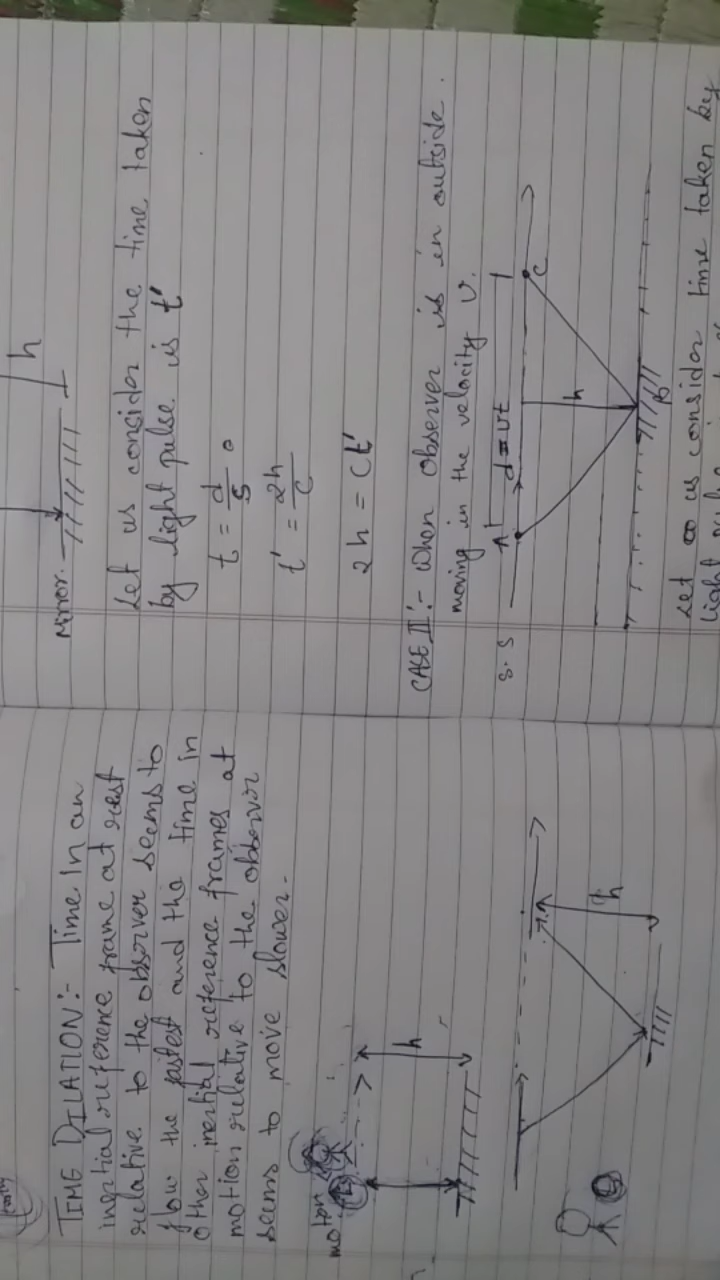 TIME DILATION:- Time in an
inertial reference frame at rest
relative to the observer seems to
flow the fastest and the time in
other inertial reference frames at
motion relative to the observer
seems to move slower.
motion
h
h
h
Mirror.
Let us consider the time taken
by light pulse is t'
t = d/s
t' = 2h/c
2h = ct'
CASE II:- When observer is in outside.
moving in the velocity v.
S.S
A
d = vt
C
h
B
Let us consider time taken by
light